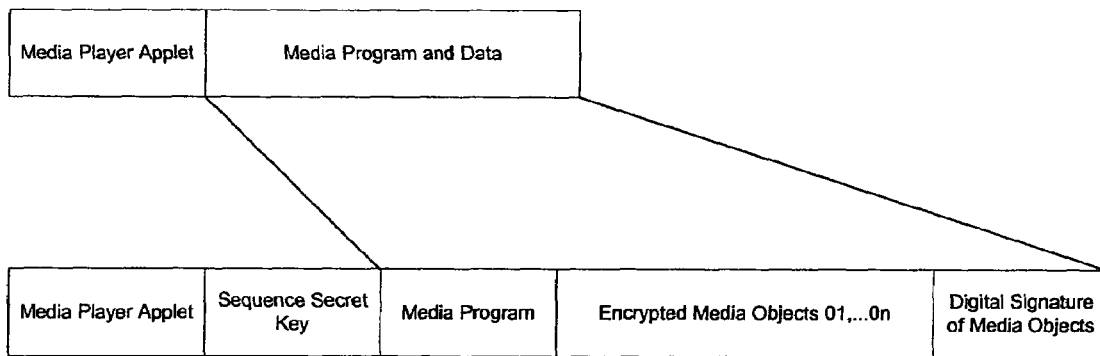 Media Player Applet
Media Program and Data
Media Player Applet
Sequence Secret
Key
Media Program
Encrypted Media Objects 01,...0n
Digital Signature
of Media Objects